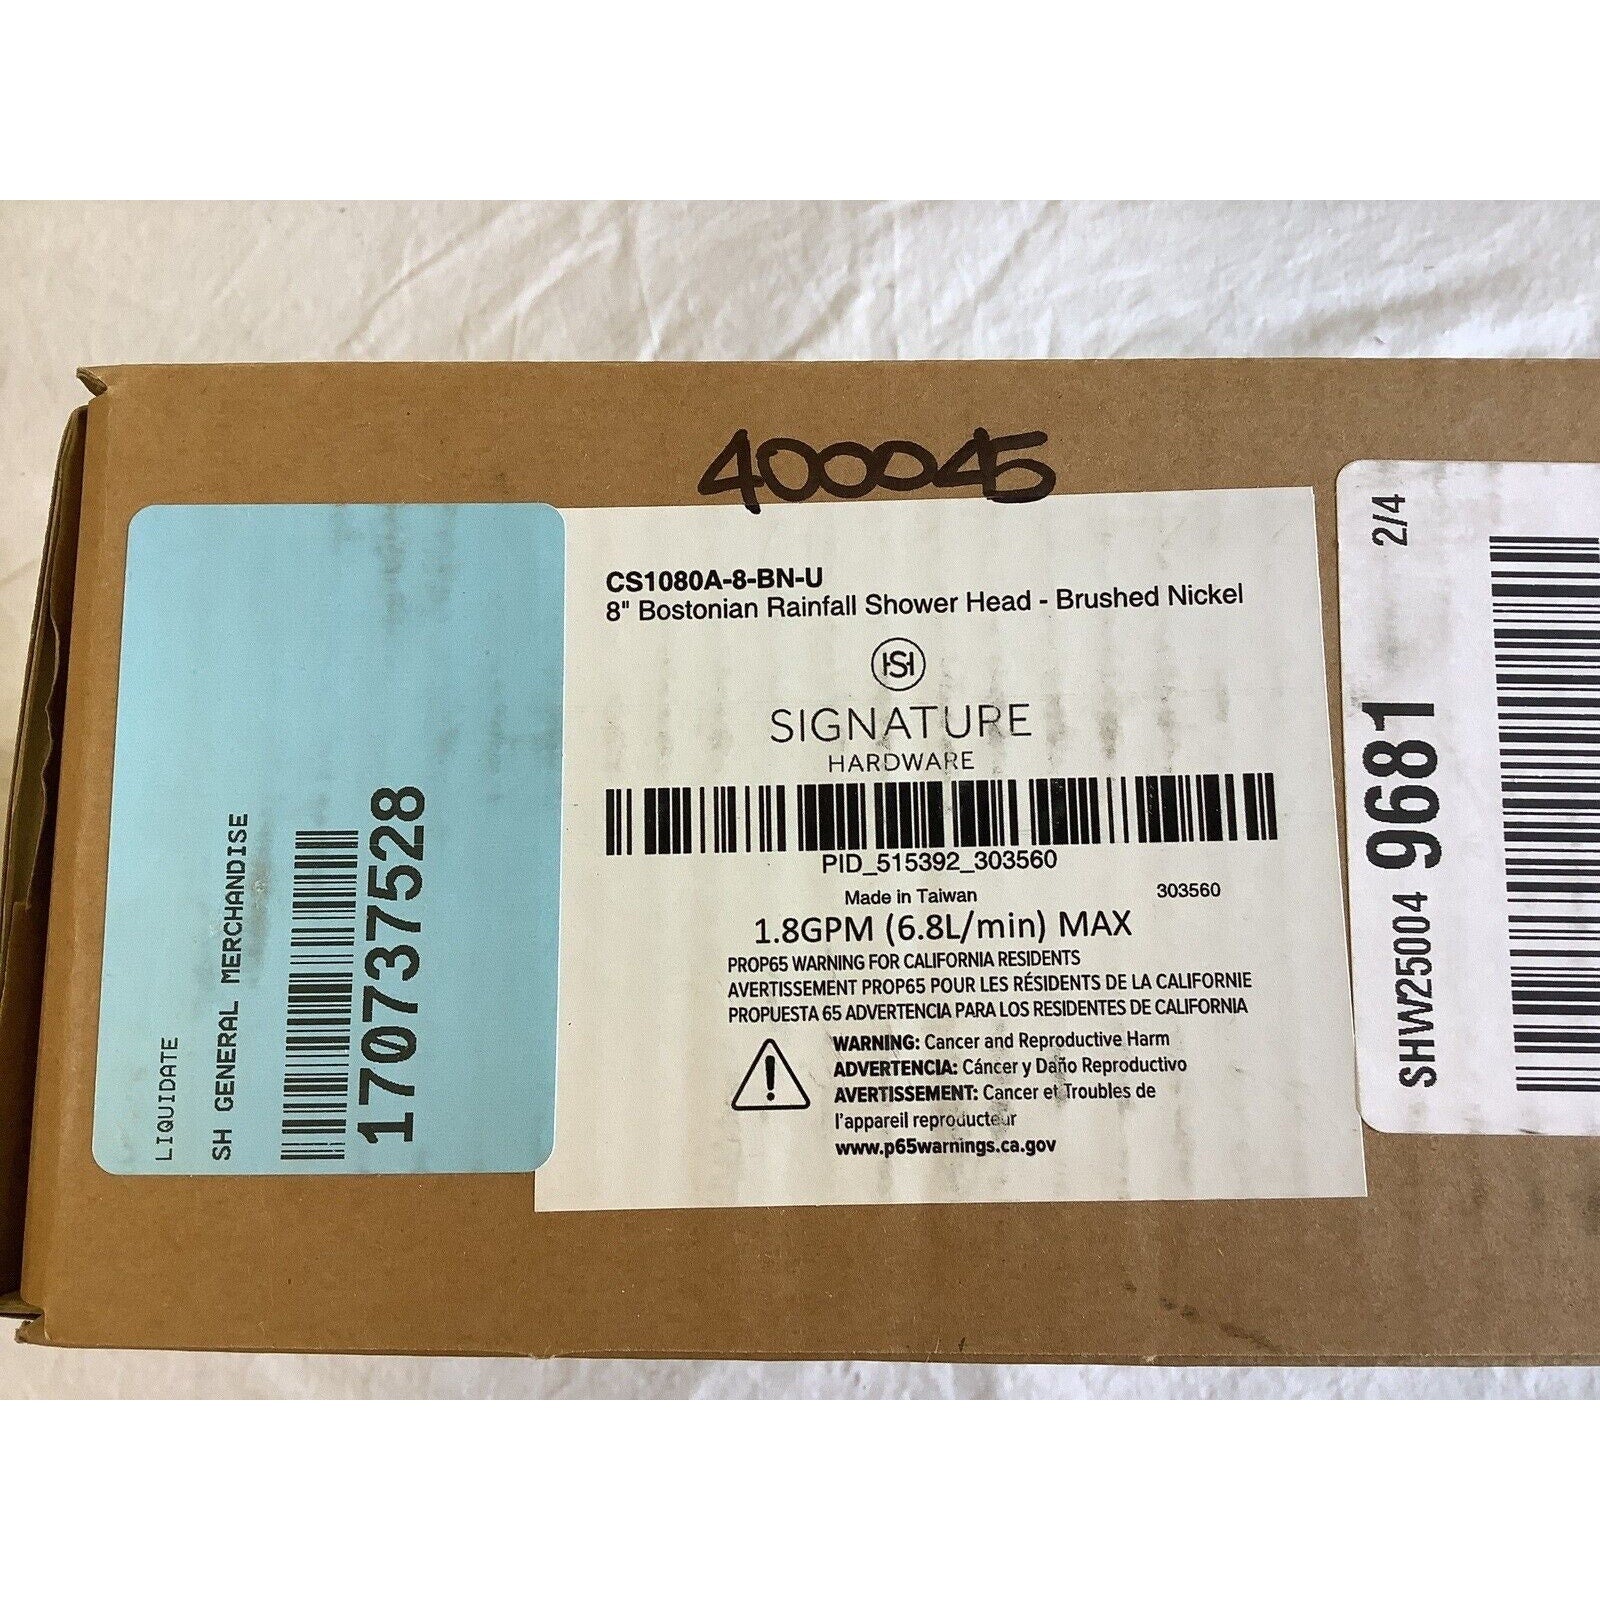 400045
LIQUIDATE
SH GENERAL MERCHANDISE
170737528
CS1080A-8-BN-U
8" Bostonian Rainfall Shower Head - Brushed Nickel
SH
SIGNATURE
HARDWARE
PID_515392_303560
Made in Taiwan 303560
1.8GPM (6.8L/min) MAX
PROP65 WARNING FOR CALIFORNIA RESIDENTS
AVERTISSEMENT PROP65 POUR LES RÉSIDENTS DE LA CALIFORNIE
PROPUESTA 65 ADVERTENCIA PARA LOS RESIDENTES DE CALIFORNIA
WARNING: Cancer and Reproductive Harm
ADVERTENCIA: Cáncer y Daño Reproductivo
AVERTISSEMENT: Cancer et Troubles de
l'appareil reproducteur
www.p65warnings.ca.gov
SHW25004 9681 2/4